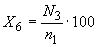 X₆ = N₃/n₁ · 100